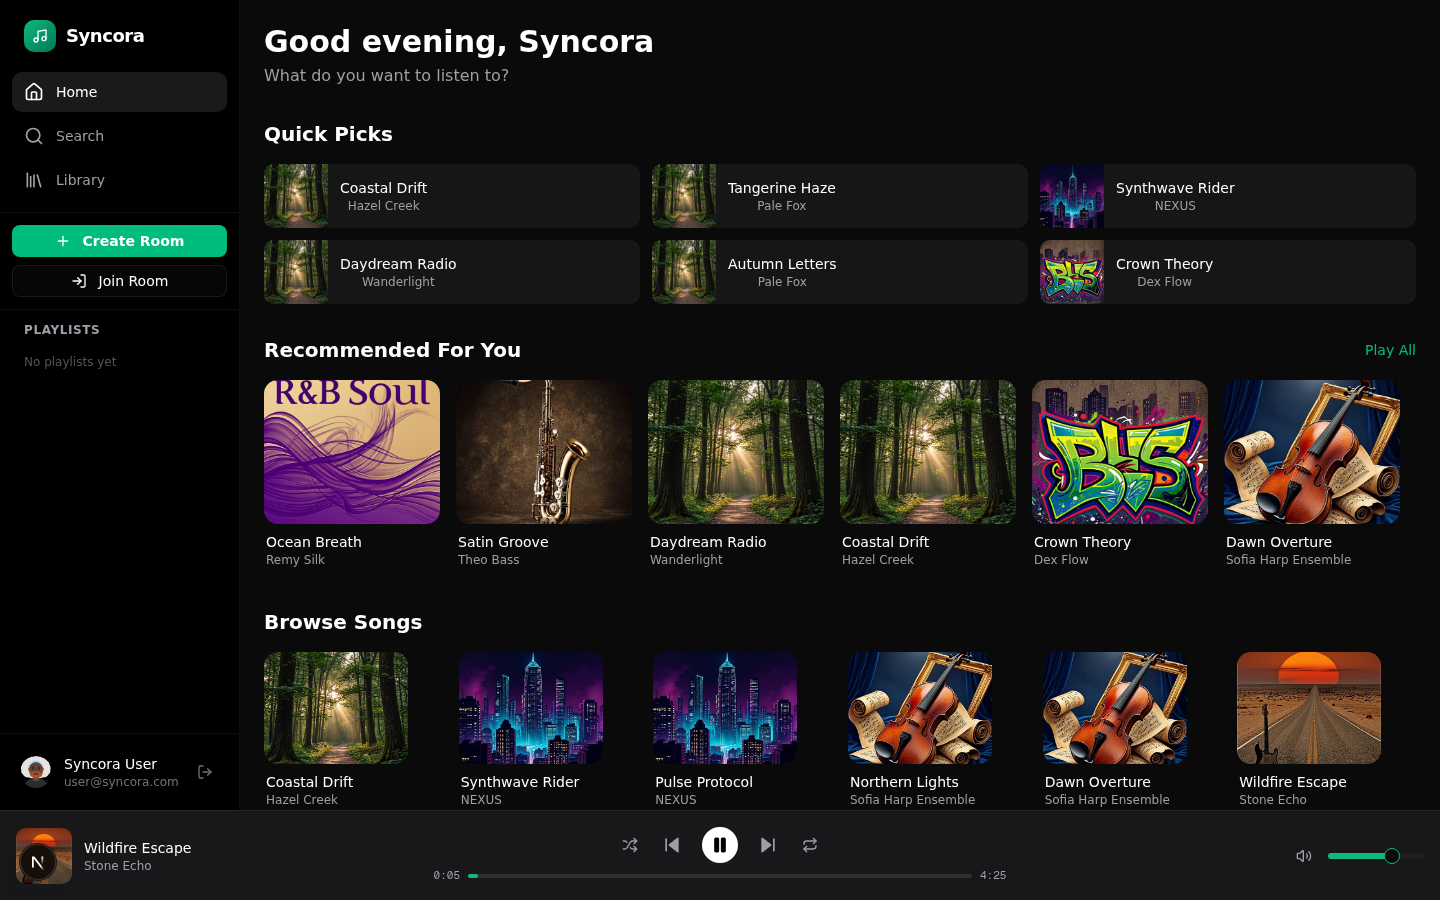 Syncora
Home
Search
Library
Create Room
Join Room
PLAYLISTS
No playlists yet
Syncora User
user@syncora.com
Good evening, Syncora
What do you want to listen to?
Quick Picks
Coastal Drift
Hazel Creek
Tangerine Haze
Pale Fox
Synthwave Rider
NEXUS
Daydream Radio
Wanderlight
Autumn Letters
Pale Fox
Crown Theory
Dex Flow
Recommended For You
Play All
R&B Soul
Ocean Breath
Remy Silk
Satin Groove
Theo Bass
Daydream Radio
Wanderlight
Coastal Drift
Hazel Creek
Crown Theory
Dex Flow
Dawn Overture
Sofia Harp Ensemble
Browse Songs
Coastal Drift
Hazel Creek
Synthwave Rider
NEXUS
Pulse Protocol
NEXUS
Northern Lights
Sofia Harp Ensemble
Dawn Overture
Sofia Harp Ensemble
Wildfire Escape
Stone Echo
N
Wildfire Escape
Stone Echo
0:05
4:25